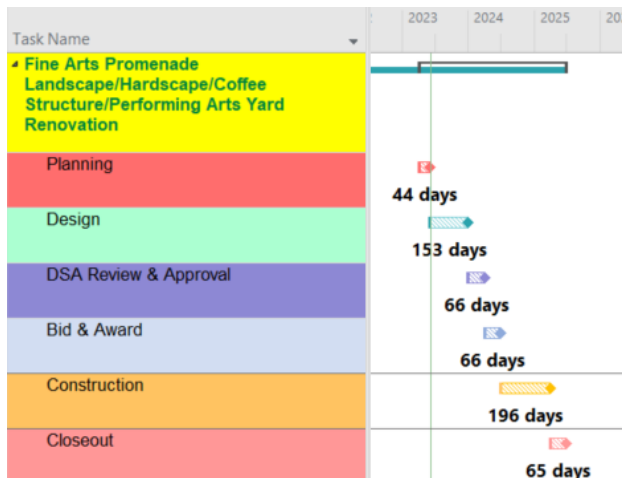 2023 2024 2025
Task Name
Fine Arts Promenade
Landscape/Hardscape/Coffee
Structure/Performing Arts Yard
Renovation
Planning
44 days
Design
153 days
DSA Review & Approval
66 days
Bid & Award
66 days
Construction
196 days
Closeout
65 days